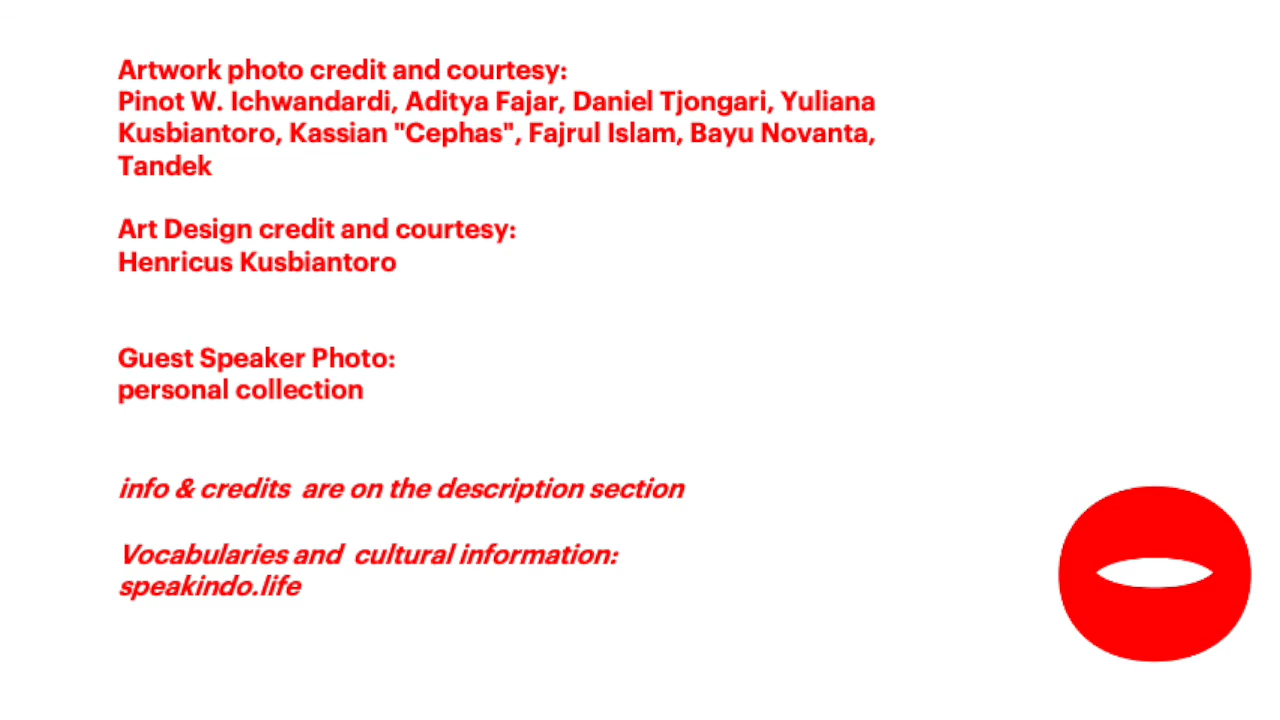 Artwork photo credit and courtesy:
Pinot W. Ichwandardi, Aditya Fajar, Daniel Tjongari, Yuliana
Kusbiantoro, Kassian "Cephas", Fajrul Islam, Bayu Novanta,
Tandek
Art Design credit and courtesy:
Henricus Kusbiantoro
Guest Speaker Photo:
personal collection
info & credits  are on the description section
Vocabularies and  cultural information:
speakindo.life